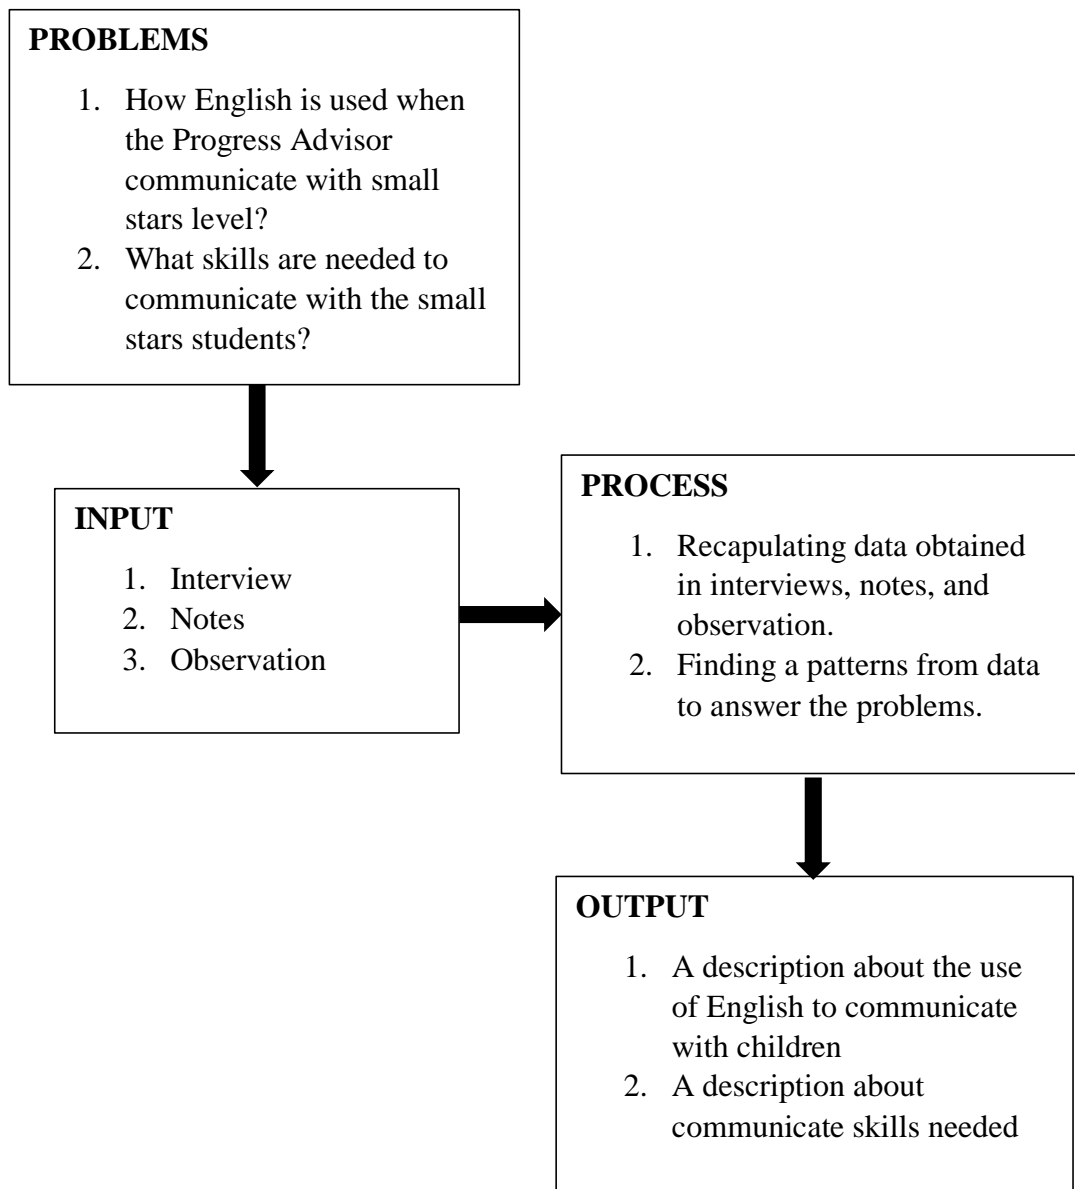 PROBLEMS
1. How English is used when
the Progress Advisor
communicate with small
stars level?
2. What skills are needed to
communicate with the small
stars students?
INPUT
1. Interview
2. Notes
3. Observation
PROCESS
1. Recapulating data obtained
in interviews, notes, and
observation.
2. Finding a patterns from data
to answer the problems.
OUTPUT
1. A description about the use
of English to communicate
with children
2. A description about
communicate skills needed